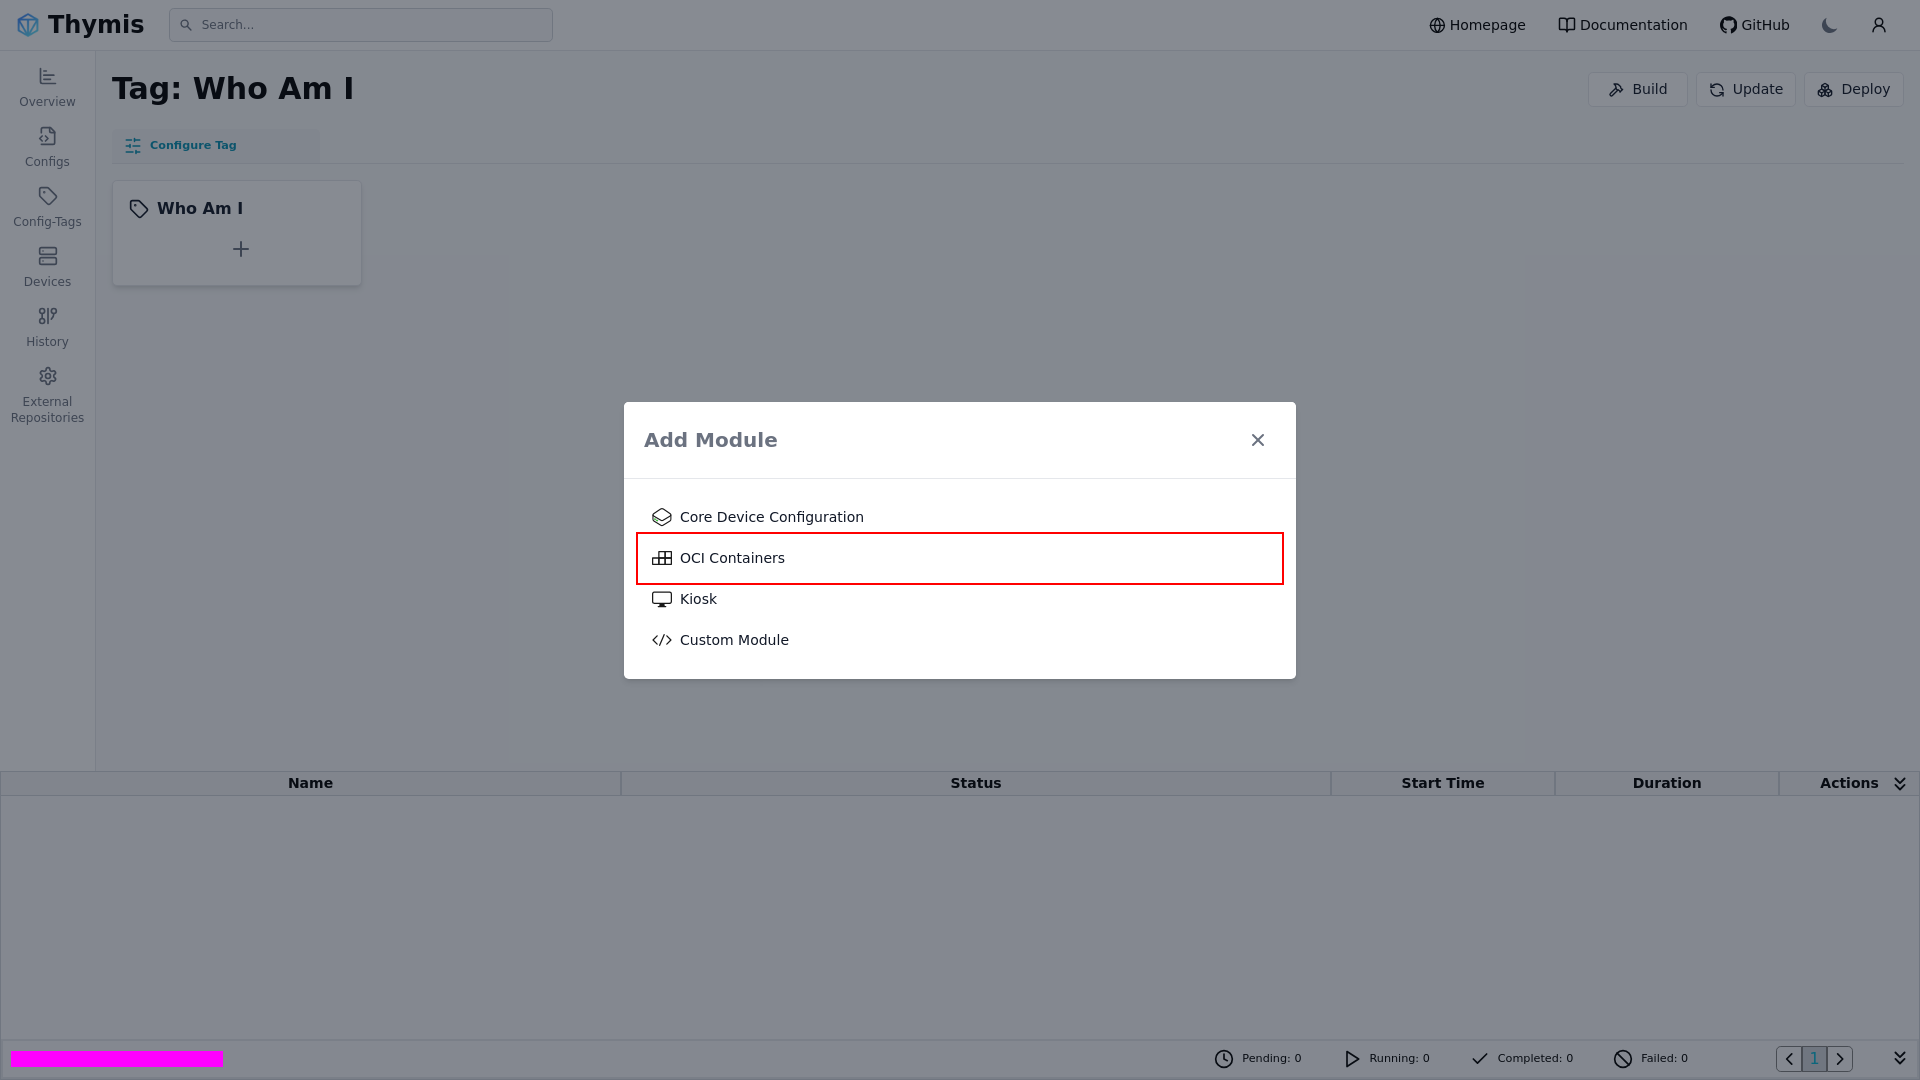 Thymis
Search...
Homepage
Documentation
GitHub
Overview
Configs
Config-Tags
Devices
History
External
Repositories
Tag: Who Am I
Build
Update
Deploy
Configure Tag
Who Am I
Add Module
Core Device Configuration
OCI Containers
Kiosk
Custom Module
Name
Status
Start Time
Duration
Actions
Pending: 0
Running: 0
Completed: 0
Failed: 0
1